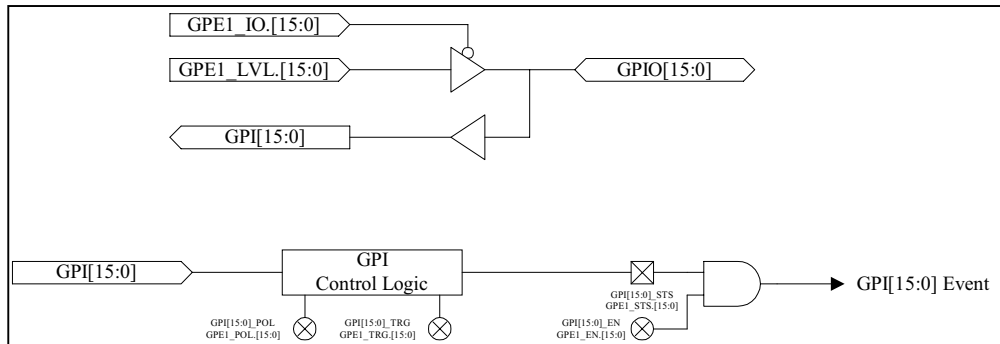 GPE1_IO.[15:0]
GPE1_LVL.[15:0]
GPIO[15:0]
GPI[15:0]
GPI[15:0]
GPI
Control Logic
GPI[15:0] Event
GPI[15:0]_STS
GPE1_STS.[15:0]
GPI[15:0]_POL
GPE1_POL.[15:0]
GPI[15:0]_TRG
GPE1_TRG.[15:0]
GPI[15:0]_EN
GPE1_EN.[15:0]